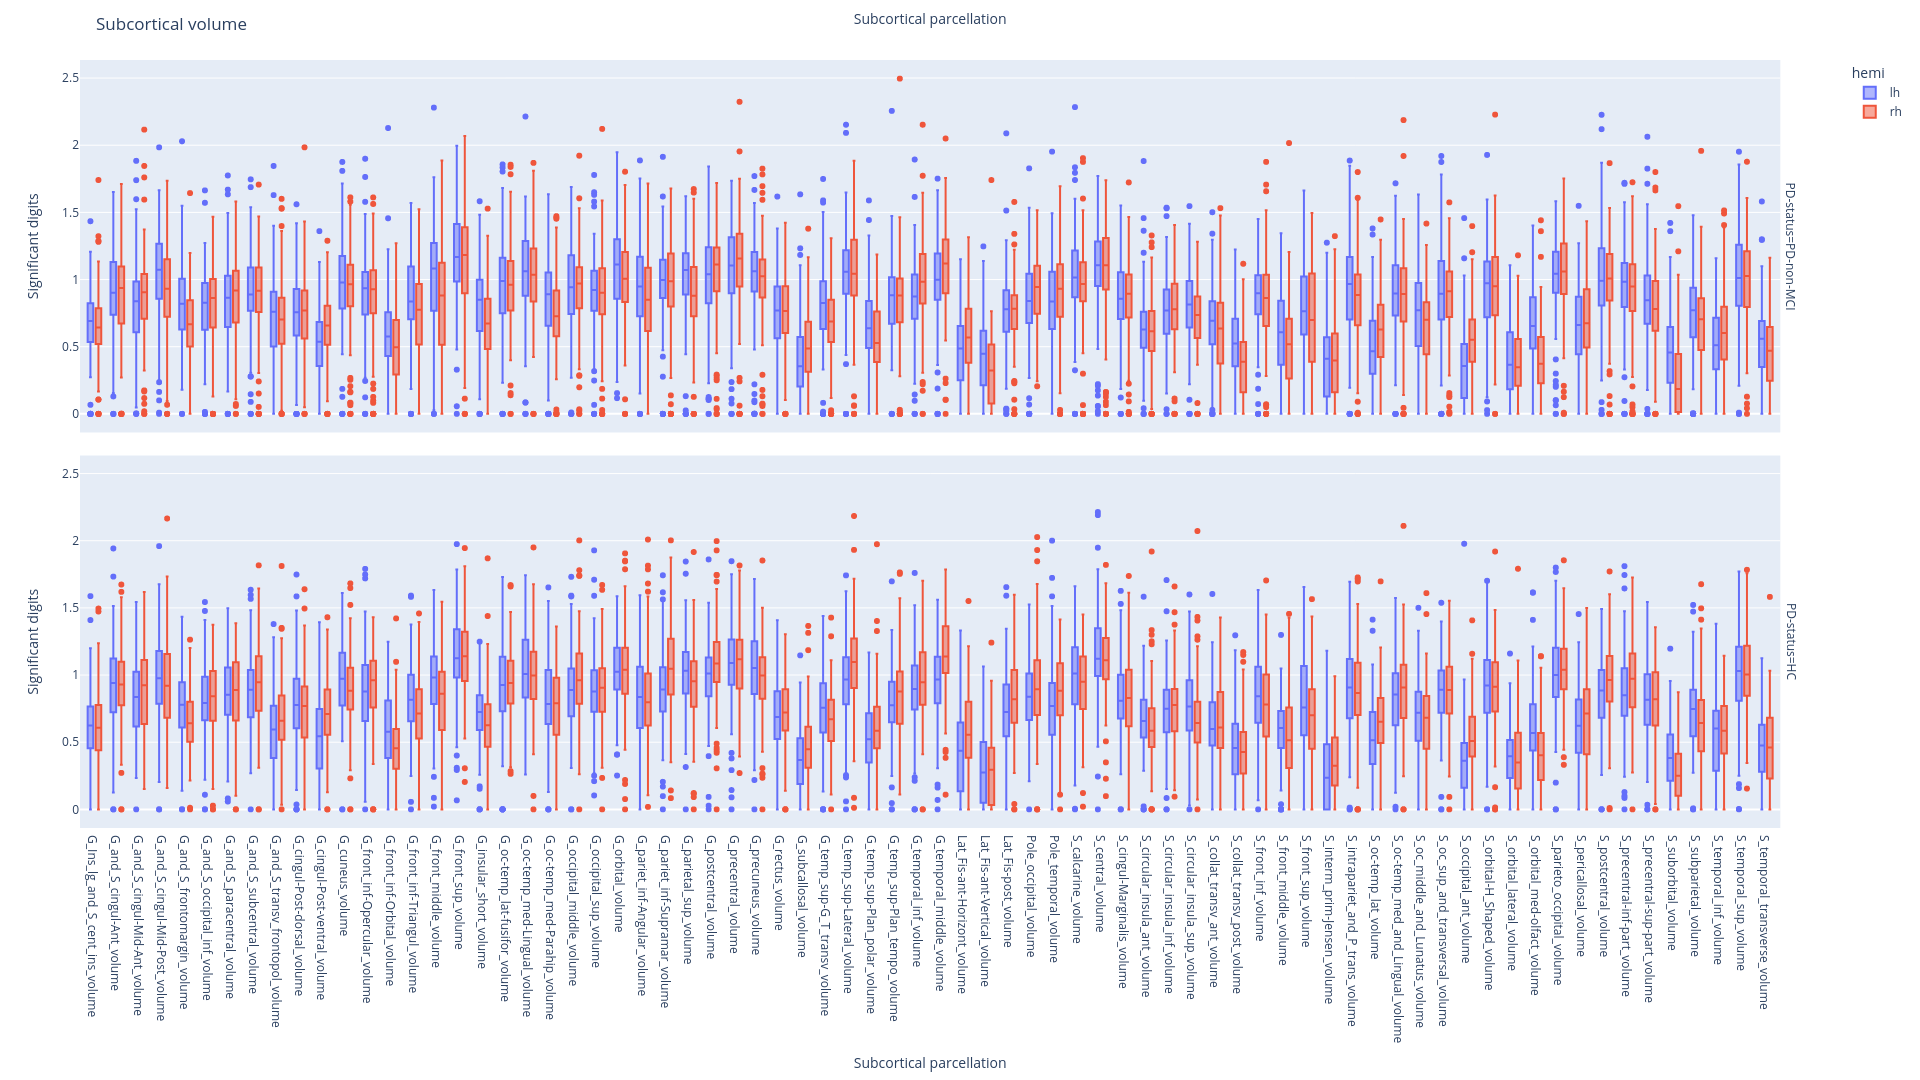 Subcortical volume
Subcortical parcellation
hemi
lh
rh
Significant digits
2.5
2
1.5
1
0.5
0
PD-status=PD-non-MCI
Significant digits
2.5
2
1.5
1
0.5
0
PD-status=HC
G_Ins_lg_and_S_cent_ins_volume
G_and_S_cingul-Ant_volume
G_and_S_cingul-Mid-Ant_volume
G_and_S_cingul-Mid-Post_volume
G_and_S_frontomargin_volume
G_and_S_occipital_inf_volume
G_and_S_paracentral_volume
G_and_S_subcentral_volume
G_and_S_transv_frontopol_volume
G_cingul-Post-dorsal_volume
G_cingul-Post-ventral_volume
G_cuneus_volume
G_front_inf-Opercular_volume
G_front_inf-Orbital_volume
G_front_inf-Triangul_volume
G_front_middle_volume
G_front_sup_volume
G_insular_short_volume
G_oc-temp_lat-fusifor_volume
G_oc-temp_med-Lingual_volume
G_oc-temp_med-Parahip_volume
G_occipital_middle_volume
G_occipital_sup_volume
G_orbital_volume
G_pariet_inf-Angular_volume
G_pariet_inf-Supramar_volume
G_parietal_sup_volume
G_postcentral_volume
G_precentral_volume
G_precuneus_volume
G_rectus_volume
G_subcallosal_volume
G_temp_sup-G_T_transv_volume
G_temp_sup-Lateral_volume
G_temp_sup-Plan_polar_volume
G_temp_sup-Plan_tempo_volume
G_temporal_inf_volume
G_temporal_middle_volume
Lat_Fis-ant-Horizont_volume
Lat_Fis-ant-Vertical_volume
Lat_Fis-post_volume
Pole_occipital_volume
Pole_temporal_volume
S_calcarine_volume
S_central_volume
S_cingul-Marginalis_volume
S_circular_insula_ant_volume
S_circular_insula_inf_volume
S_circular_insula_sup_volume
S_collat_transv_ant_volume
S_collat_transv_post_volume
S_front_inf_volume
S_front_middle_volume
S_front_sup_volume
S_interm_prim-Jensen_volume
S_intrapariet_and_P_trans_volume
S_oc-temp_lat_volume
S_oc-temp_med_and_Lingual_volume
S_oc_middle_and_Lunatus_volume
S_oc_sup_and_transversal_volume
S_occipital_ant_volume
S_orbital-H_Shaped_volume
S_orbital_lateral_volume
S_orbital_med-olfact_volume
S_parieto_occipital_volume
S_pericallosal_volume
S_postcentral_volume
S_precentral-inf-part_volume
S_precentral-sup-part_volume
S_suborbital_volume
S_subparietal_volume
S_temporal_inf_volume
S_temporal_sup_volume
S_temporal_transverse_volume
Subcortical parcellation